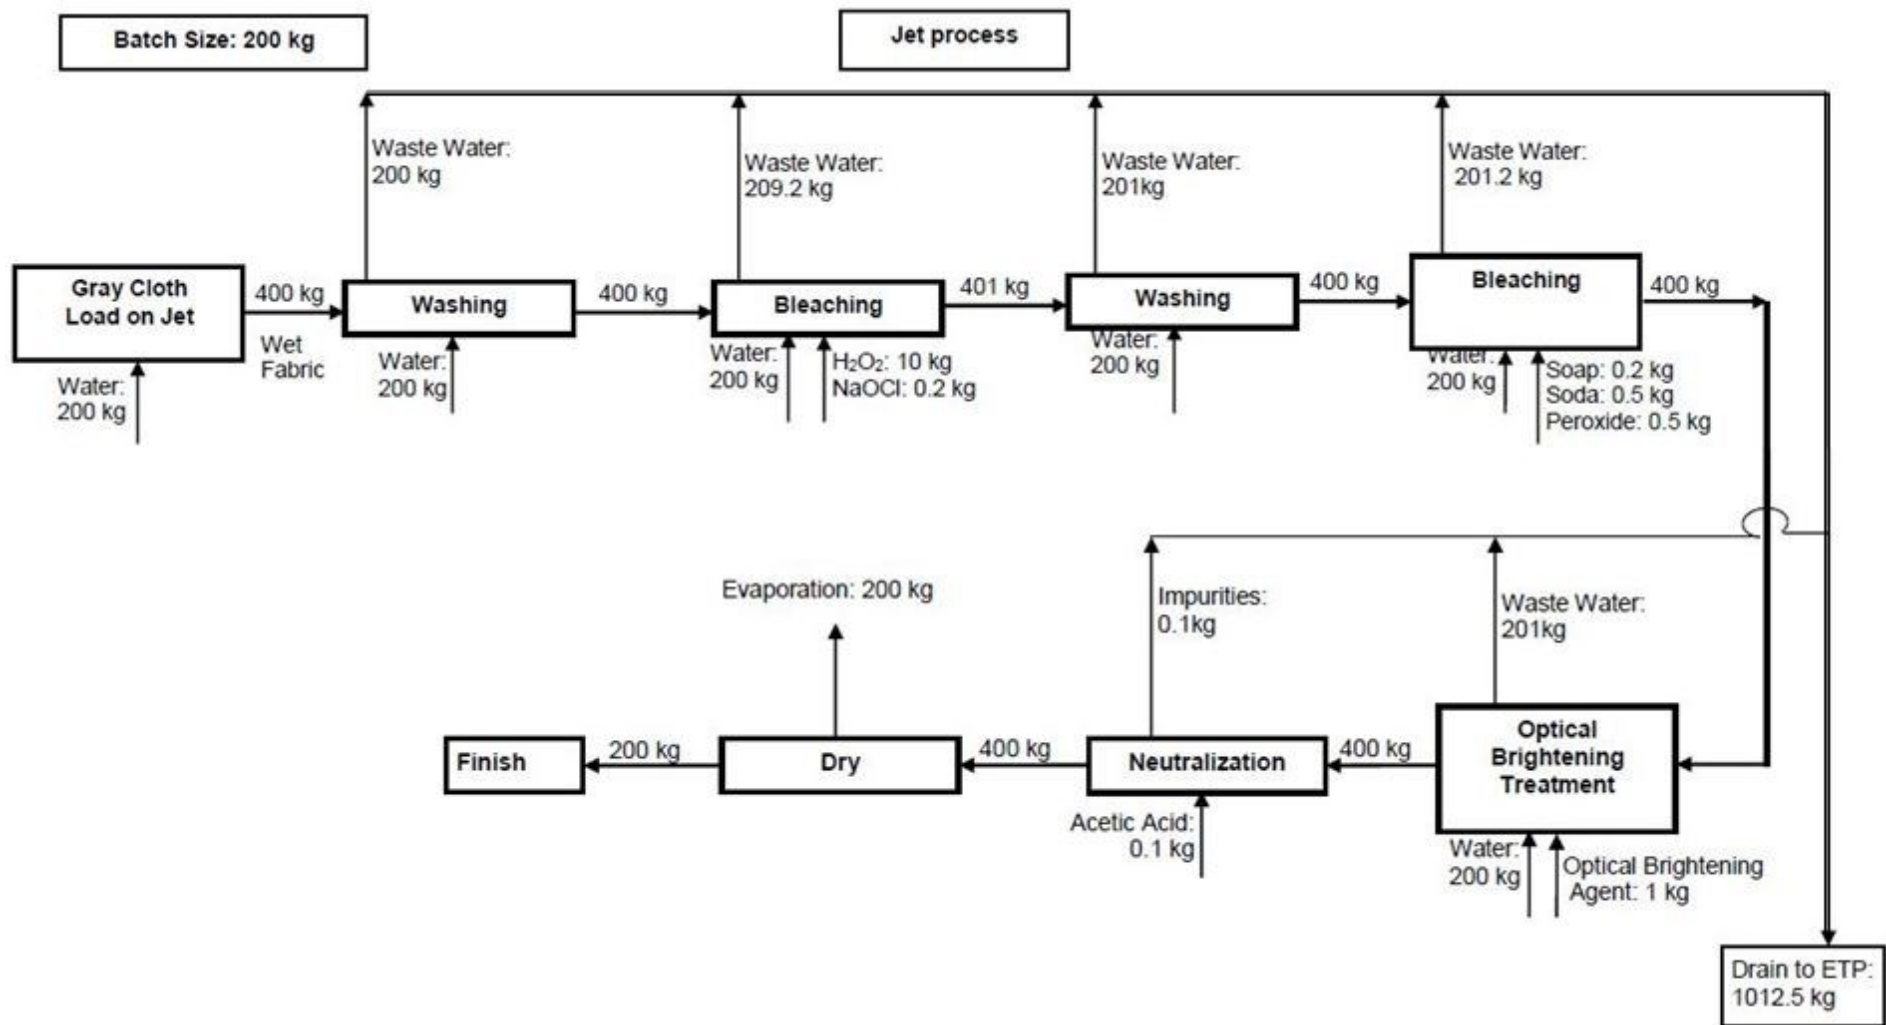 Batch Size: 200 kg
Jet process
Waste Water:
200 kg
Waste Water:
209.2 kg
Waste Water:
201kg
Waste Water:
201.2 kg
Gray Cloth
Load on Jet
400 kg
Wet
Fabric
Washing
400 kg
Bleaching
401 kg
Washing
400 kg
Bleaching
400 kg
Water:
200 kg
Water:
200 kg
Water:
200 kg
H₂O₂: 10 kg
NaOCl: 0.2 kg
Water:
200 kg
Water:
200 kg
Soap: 0.2 kg
Soda: 0.5 kg
Peroxide: 0.5 kg
Evaporation: 200 kg
Impurities:
0.1kg
Waste Water:
201kg
Finish
200 kg
Dry
400 kg
Neutralization
400 kg
Optical
Brightening
Treatment
Acetic Acid:
0.1 kg
Water:
200 kg
Optical Brightening
Agent: 1 kg
Drain to ETP:
1012.5 kg